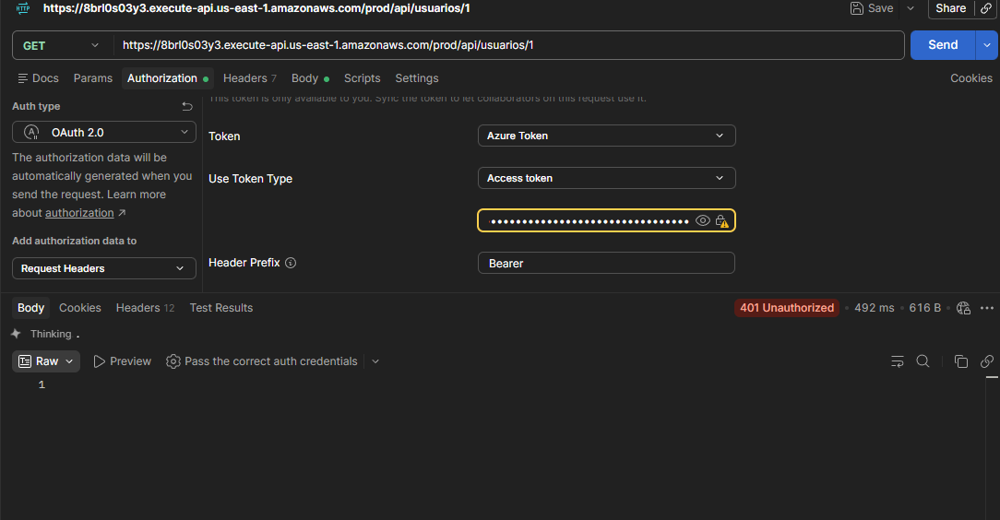 HTTP https://8brl0s03y3.execute-api.us-east-1.amazonaws.com/prod/api/usuarios/1 Save Share
GET https://8brl0s03y3.execute-api.us-east-1.amazonaws.com/prod/api/usuarios/1 Send
Docs Params Authorization Headers 7 Body Scripts Settings Cookies
This token is only available to you. Sync the token to let collaborators on this request use it.
Auth type
OAuth 2.0
The authorization data will be
automatically generated when you
send the request. Learn more
about authorization
Add authorization data to
Request Headers
Token Azure Token
Use Token Type Access token
Header Prefix Bearer
Body Cookies Headers 12 Test Results 401 Unauthorized • 492 ms • 616 B •
Thinking .
Raw Preview Pass the correct auth credentials
1